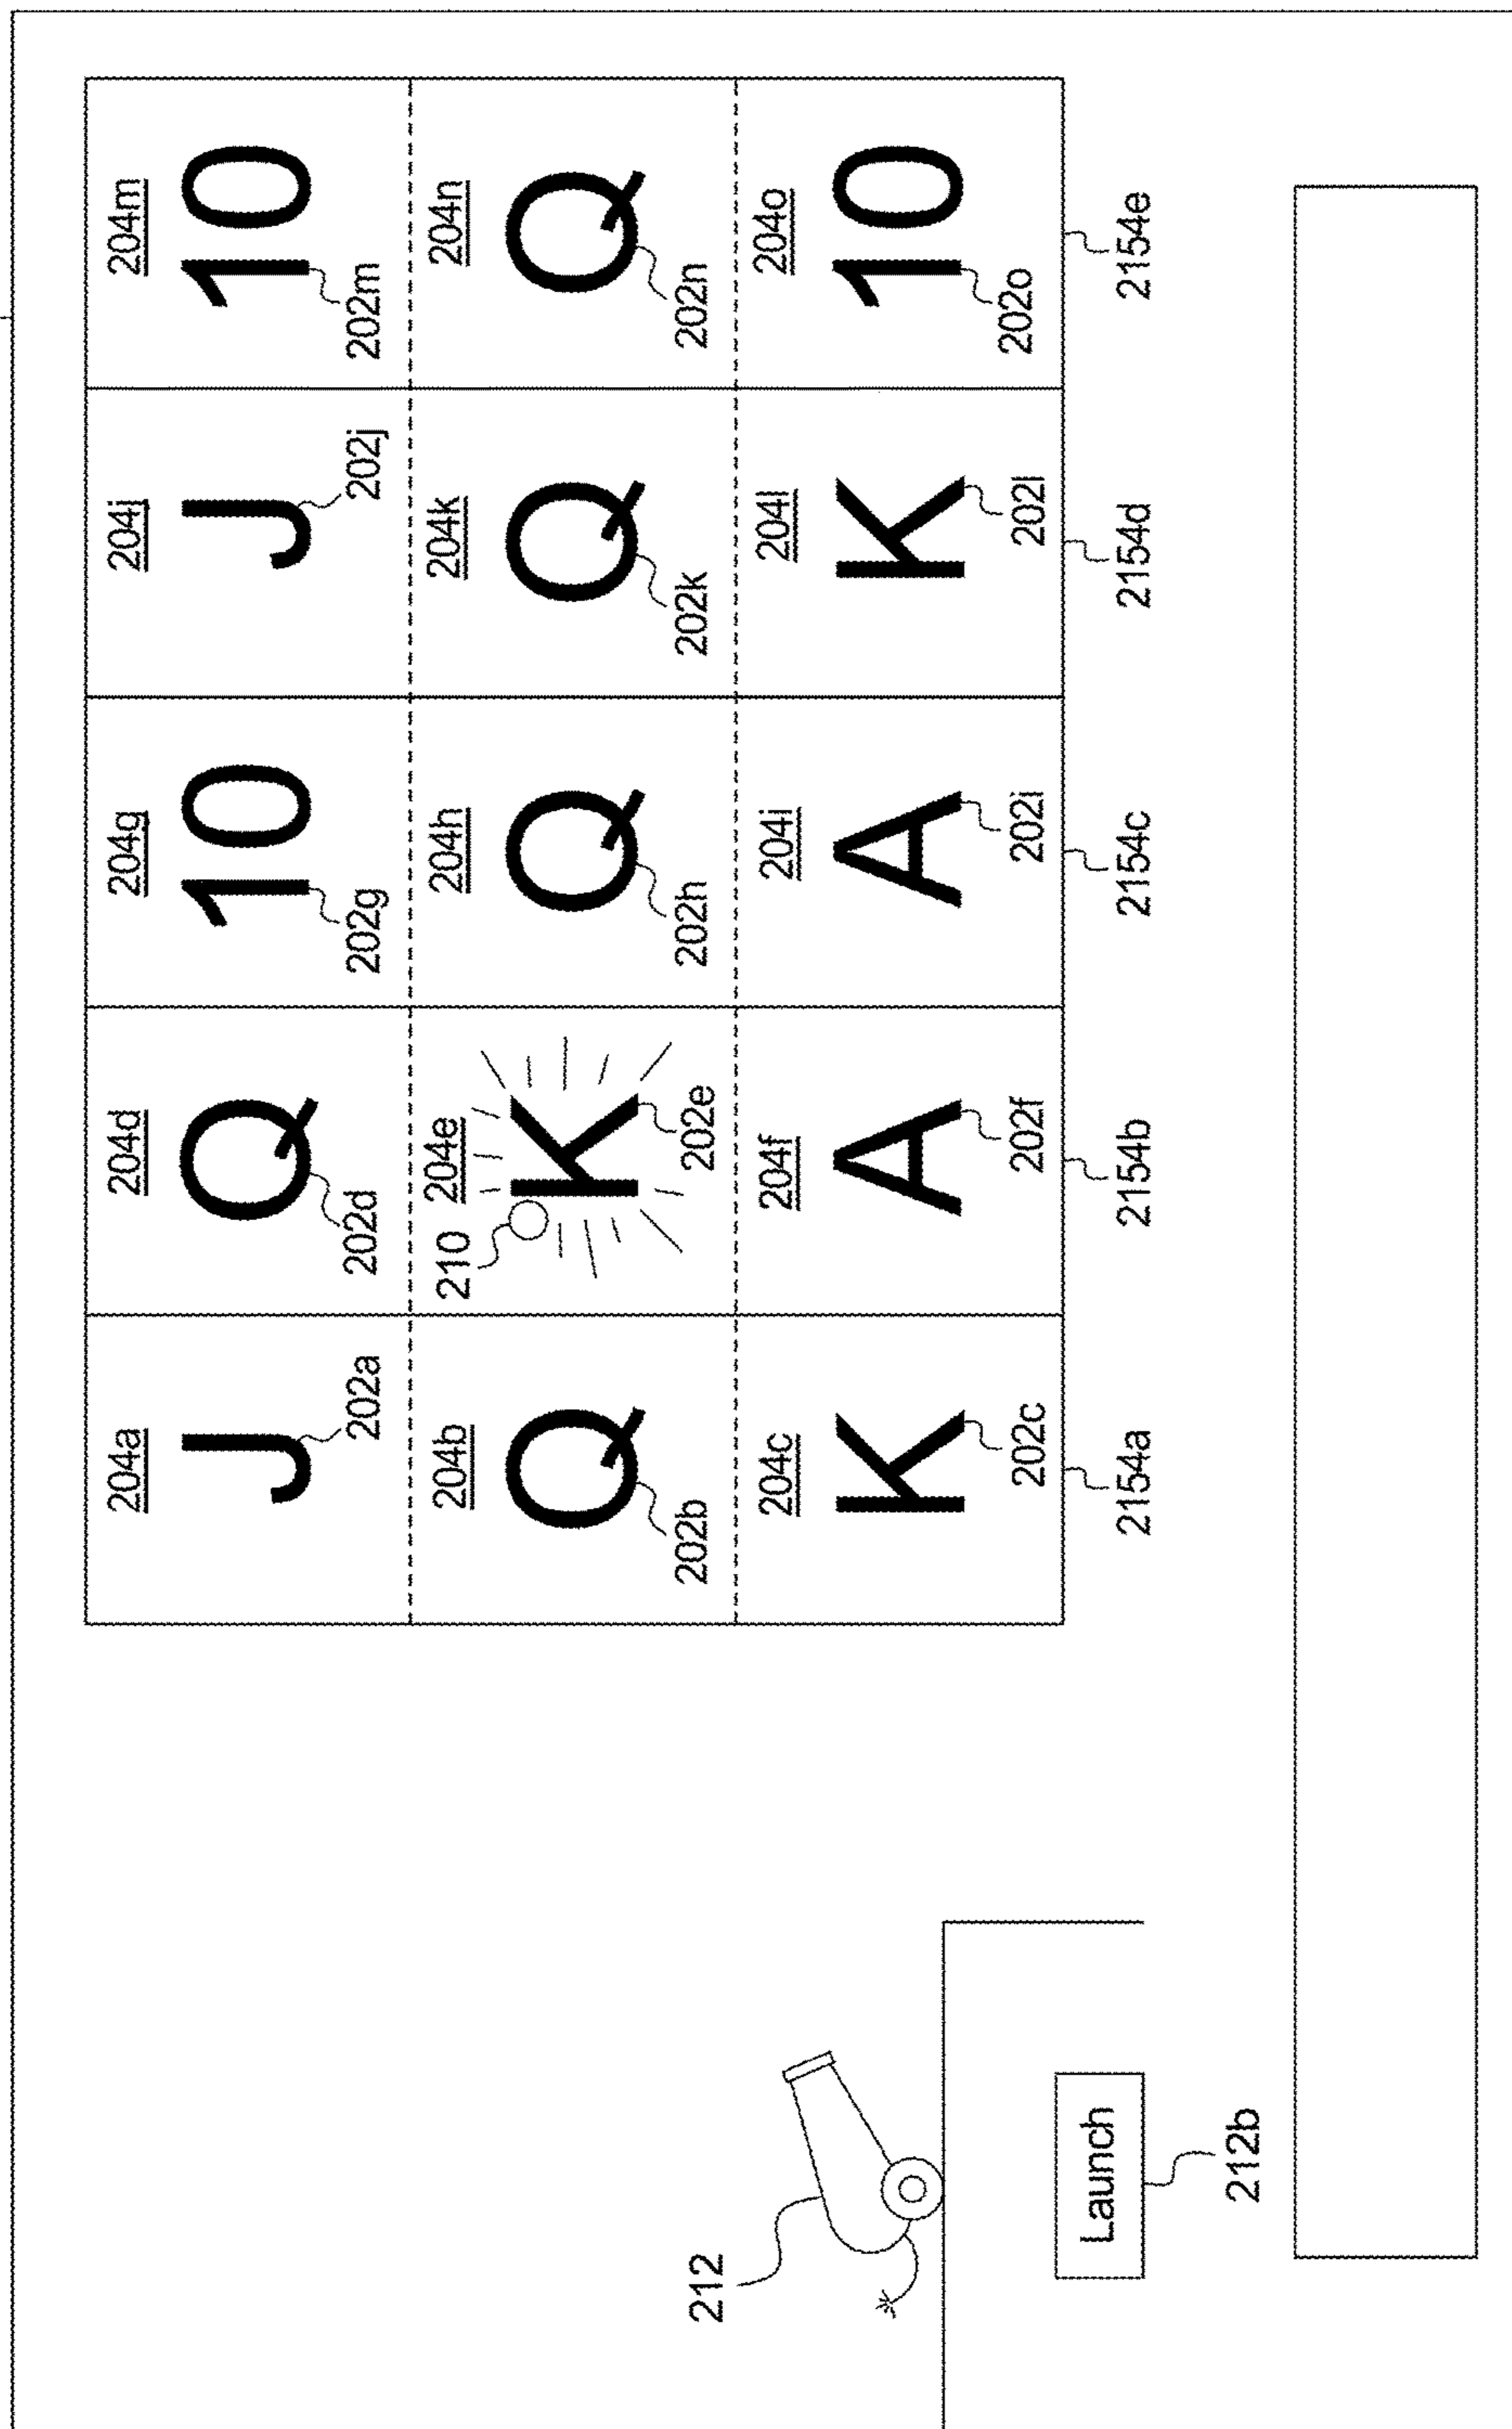 204a 204d 204g 204j 204m
J Q 10 J 10
202a 202d 202g 202j 202m
204b 204e 204h 204k 204n
210
Q K Q Q Q
202b 202e 202h 202k 202n
212
204c 204f 204i 204l 204o
K A A K 10
202c 202f 202i 202l 202o
Launch
2154a 2154b 2154c 2154d 2154e
212b